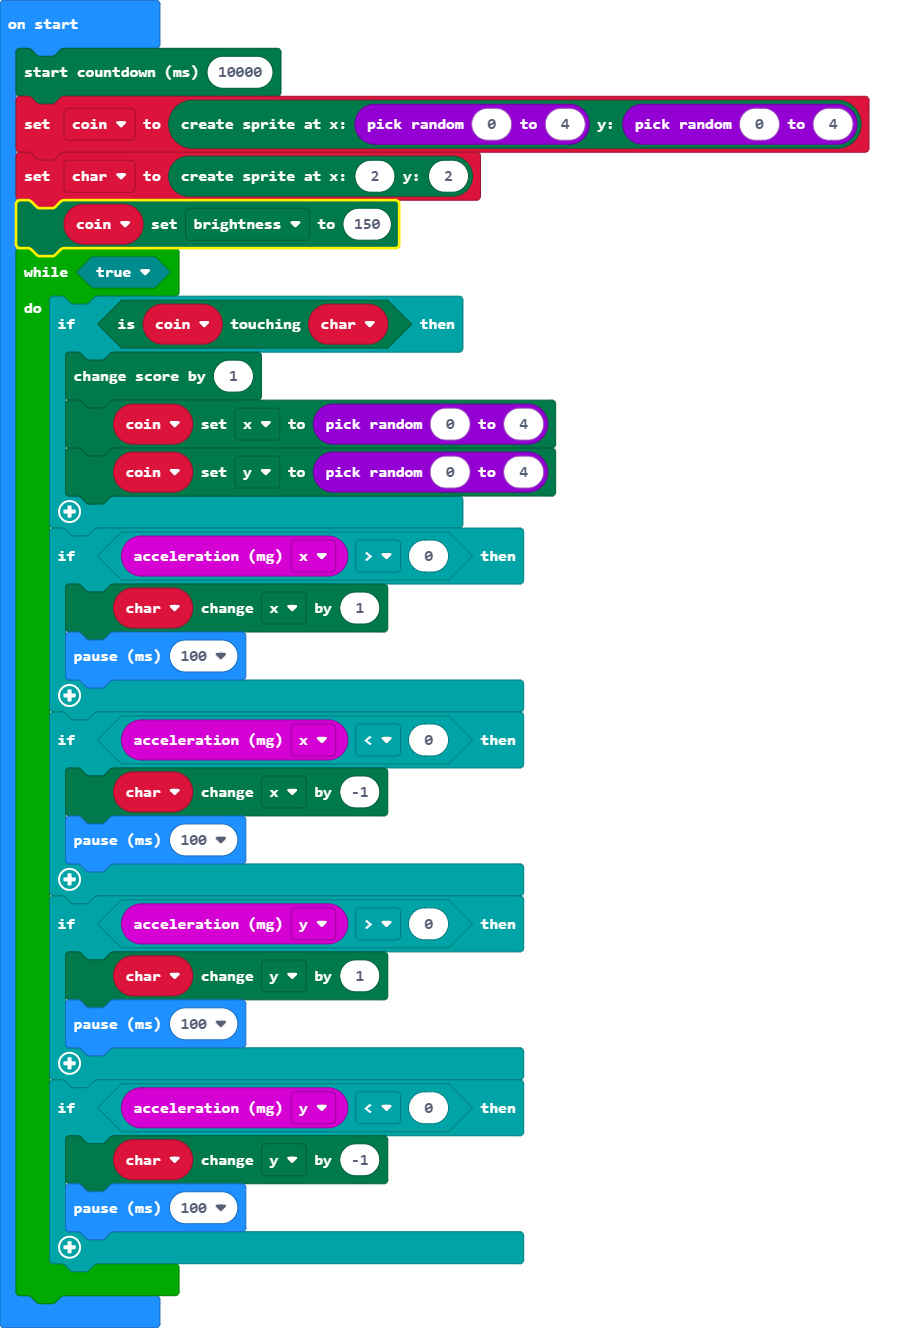 on start
start countdown (ms) 10000
set coin to create sprite at x: pick random 0 to 4 y: pick random 0 to 4
set char to create sprite at x: 2 y: 2
coin set brightness to 150
while true
do
if is coin touching char then
change score by 1
coin set x to pick random 0 to 4
coin set y to pick random 0 to 4
if acceleration (mg) x > 0 then
char change x by 1
pause (ms) 100
if acceleration (mg) x < 0 then
char change x by -1
pause (ms) 100
if acceleration (mg) y > 0 then
char change y by 1
pause (ms) 100
if acceleration (mg) y < 0 then
char change y by -1
pause (ms) 100